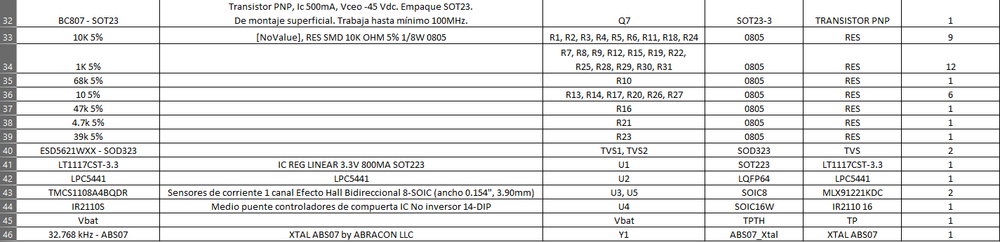 Transistor PNP, Ic 500mA, Vceo -45 Vdc. Empaque SOT23.
32 BC807 - SOT23 De montaje superficial. Trabaja hasta mínimo 100MHz. Q7 SOT23-3 TRANSISTOR PNP 1
33 10K 5% [NoValue], RES SMD 10K OHM 5% 1/8W 0805 R1, R2, R3, R4, R5, R6, R11, R18, R24 0805 RES 9
R7, R8, R9, R12, R15, R19, R22,
34 1K 5% R25, R28, R29, R30, R31 0805 RES 12
35 68k 5% R10 0805 RES 1
36 10 5% R13, R14, R17, R20, R26, R27 0805 RES 6
37 47k 5% R16 0805 RES 1
38 4.7k 5% R21 0805 RES 1
39 39k 5% R23 0805 RES 1
40 ESD5621WXX - SOD323 TVS1, TVS2 SOD323 TVS 2
41 LT1117CST-3.3 IC REG LINEAR 3.3V 800MA SOT223 U1 SOT223 LT1117CST-3.3 1
42 LPC5441 LPC5441 U2 LQFP64 LPC5441 1
43 TMCS1108A4BQDR Sensores de corriente 1 canal Efecto Hall Bidireccional 8-SOIC (ancho 0.154", 3.90mm) U3, U5 SOIC8 MLX91221KDC 2
44 IR2110S Medio puente controladores de compuerta IC No inversor 14-DIP U4 SOIC16W IR2110 16 1
45 Vbat Vbat TPTH TP 1
46 32.768 kHz - ABS07 XTAL ABS07 by ABRACON LLC Y1 ABS07_Xtal XTAL ABS07 1